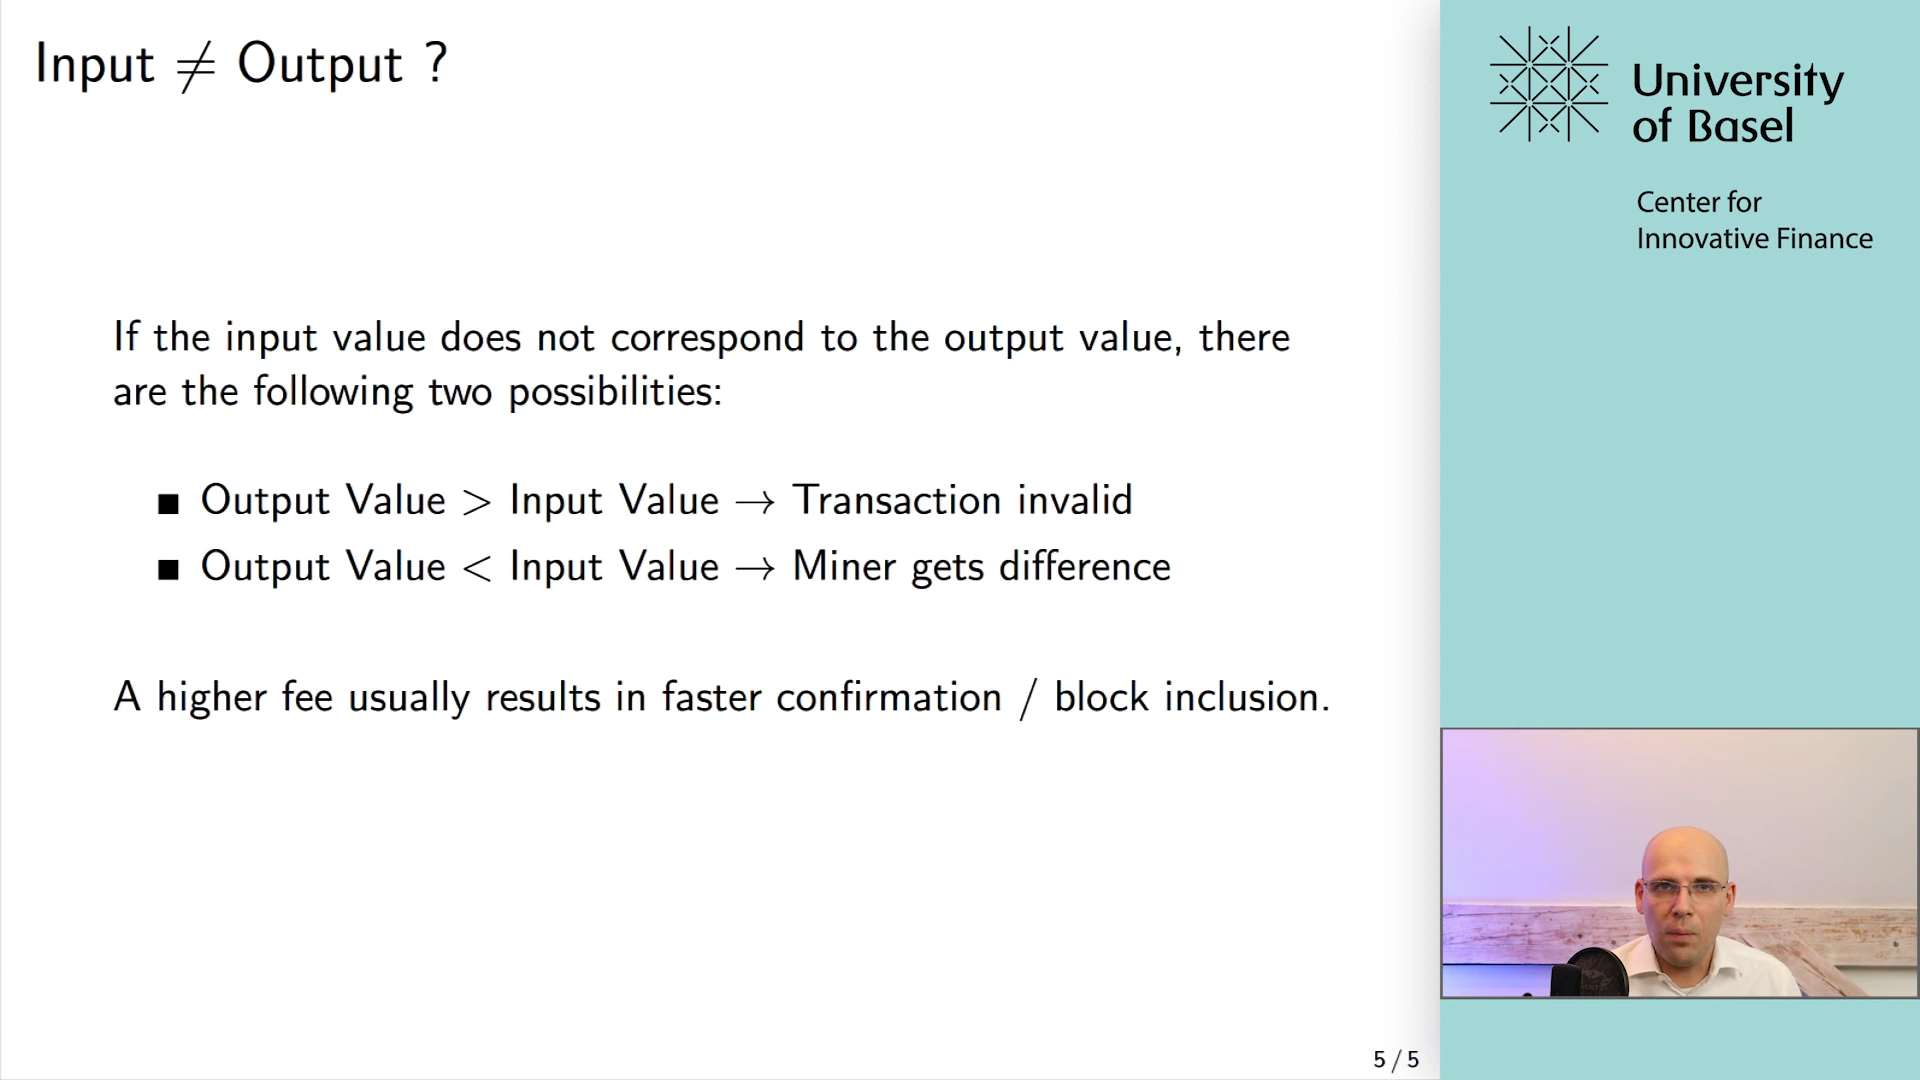 Input ≠ Output ?
If the input value does not correspond to the output value, there
are the following two possibilities:
■ Output Value > Input Value → Transaction invalid
■ Output Value < Input Value → Miner gets difference
A higher fee usually results in faster confirmation / block inclusion.
5 / 5
University
of Basel
Center for
Innovative Finance